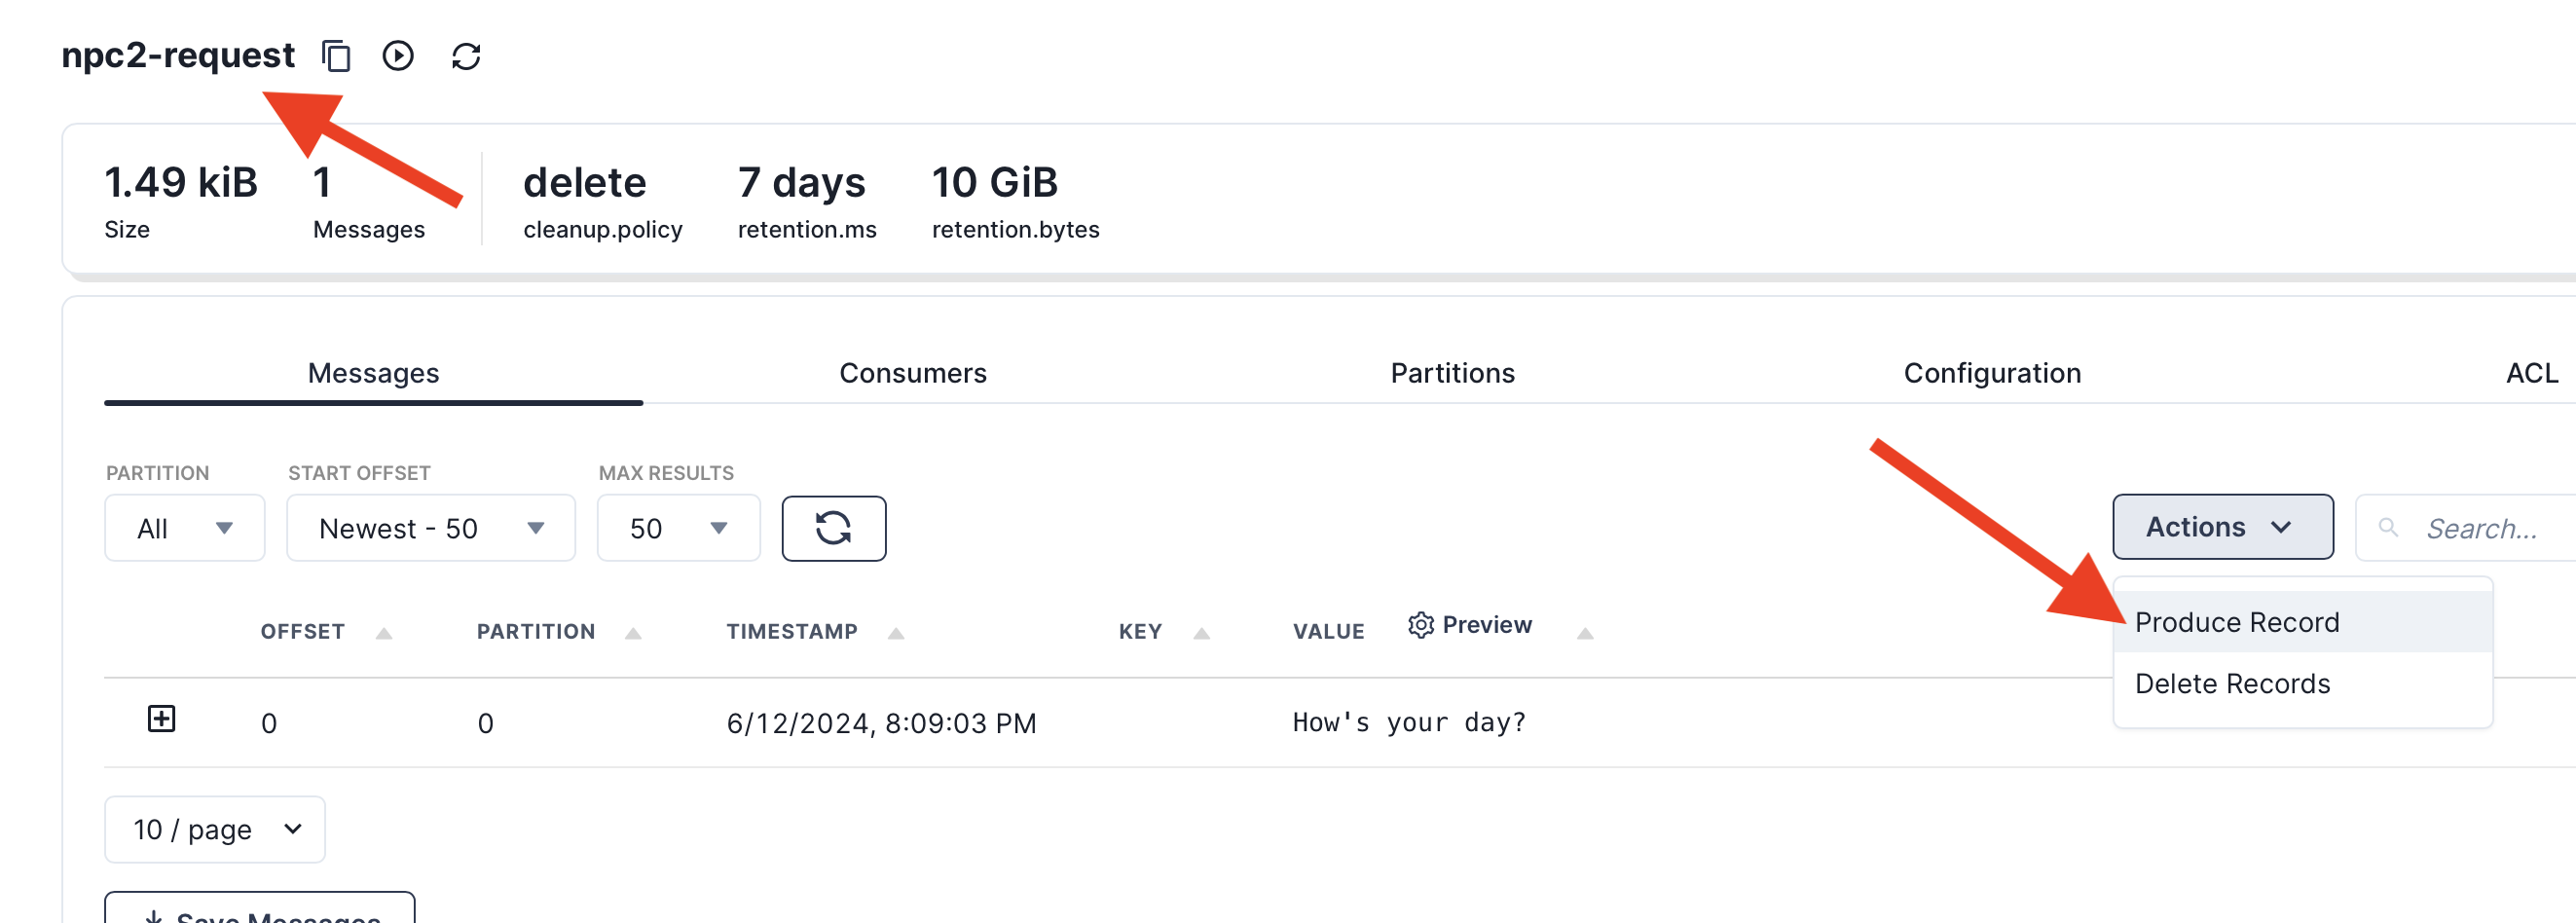 npc2-request
1.49 kiB 1 delete 7 days 10 GiB
Size Messages cleanup.policy retention.ms retention.bytes
Messages Consumers Partitions Configuration ACL
PARTITION START OFFSET MAX RESULTS
All Newest - 50 50 Actions Search...
Produce Record
Delete Records
OFFSET PARTITION TIMESTAMP KEY VALUE Preview
0 0 6/12/2024, 8:09:03 PM How's your day?
10 / page
Save Messages